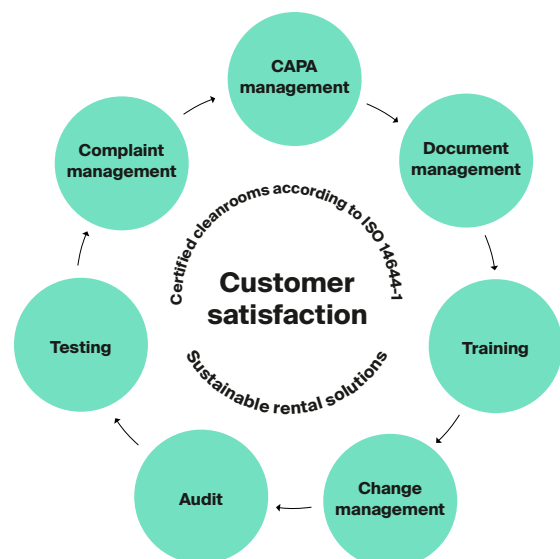 CAPA
management
Document
management
Training
Change
management
Audit
Testing
Complaint
management
Certified cleanrooms according to ISO 14644-1
Customer
satisfaction
Sustainable rental solutions